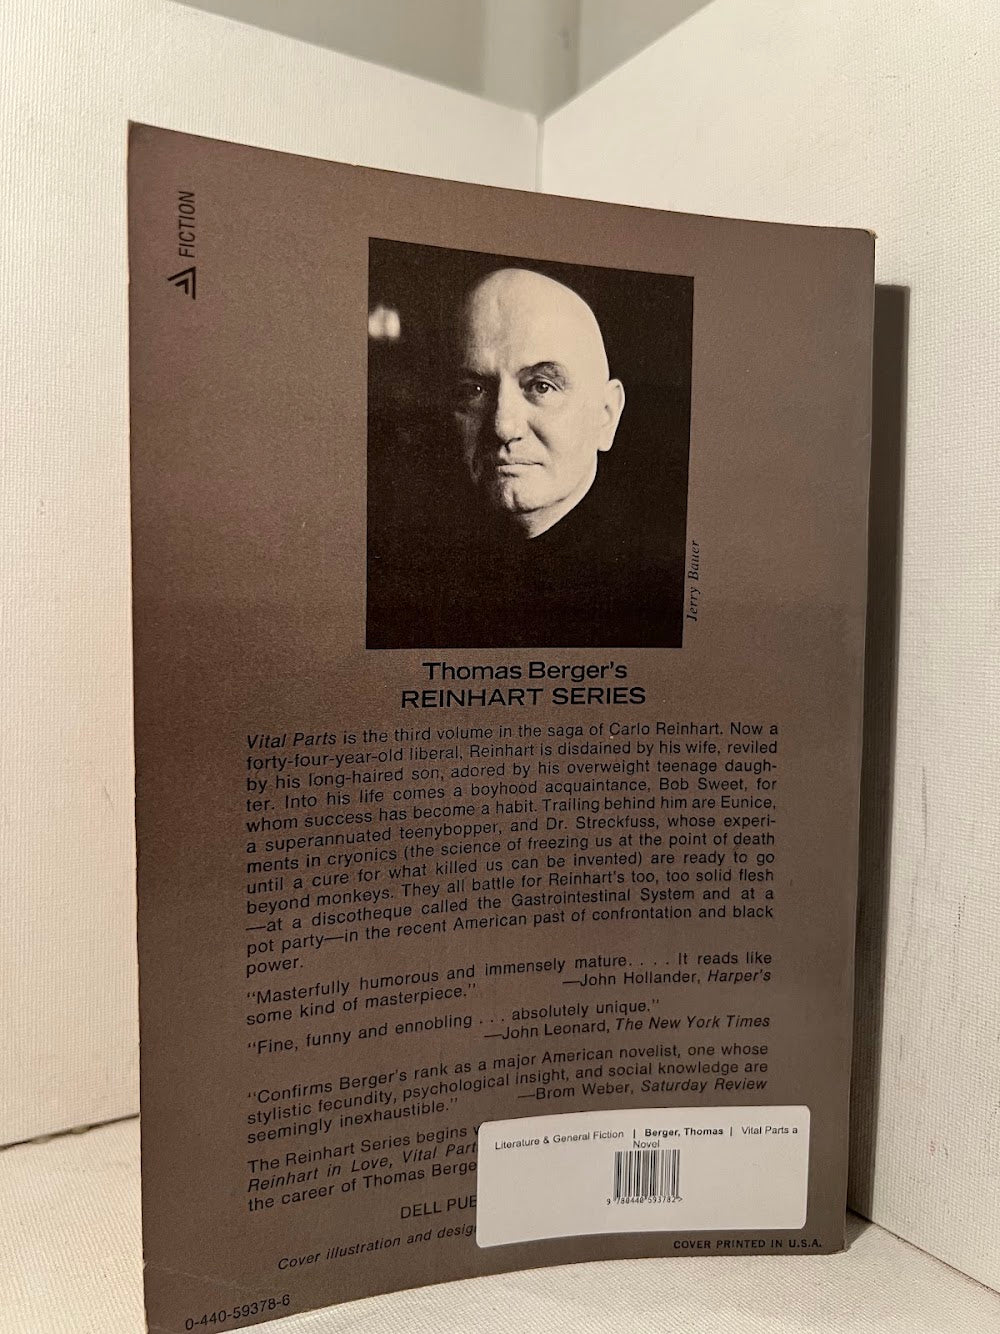 FICTION
Jerry Bauer
Thomas Berger's
REINHART SERIES
Vital Parts is the third volume in the saga of Carlo Reinhart. Now a
forty-four-year-old liberal, Reinhart is disdained by his wife, reviled
by his long-haired son, adored by his overweight teenage daugh-
ter. Into his life comes a boyhood acquaintance, Bob Sweet, for
whom success has become a habit. Trailing behind him are Eunice,
a superannuated teenybopper, and Dr. Streckfuss, whose experi-
ments in cryonics (the science of freezing us at the point of death
until a cure for what killed us can be invented) are ready to go
beyond monkeys. They all battle for Reinhart's too, too solid flesh
—at a discotheque called the Gastrointestinal System and at a
pot party—in the recent American past of confrontation and black
power.
"Masterfully humorous and immensely mature. . . . It reads like
some kind of masterpiece." —John Hollander, Harper's
"Fine, funny and ennobling . . . absolutely unique."
—John Leonard, The New York Times
"Confirms Berger's rank as a major American novelist, one whose
stylistic fecundity, psychological insight, and social knowledge are
seemingly inexhaustible." —Brom Weber, Saturday Review
The Reinhart Series begins
Reinhart in Love, Vital Part
the career of Thomas Berge
DELL PUB
Cover illustration and desig
Literature & General Fiction | Berger, Thomas | Vital Parts a
Novel
9 780440 593782>
COVER PRINTED IN U.S.A.
0-440-59378-6